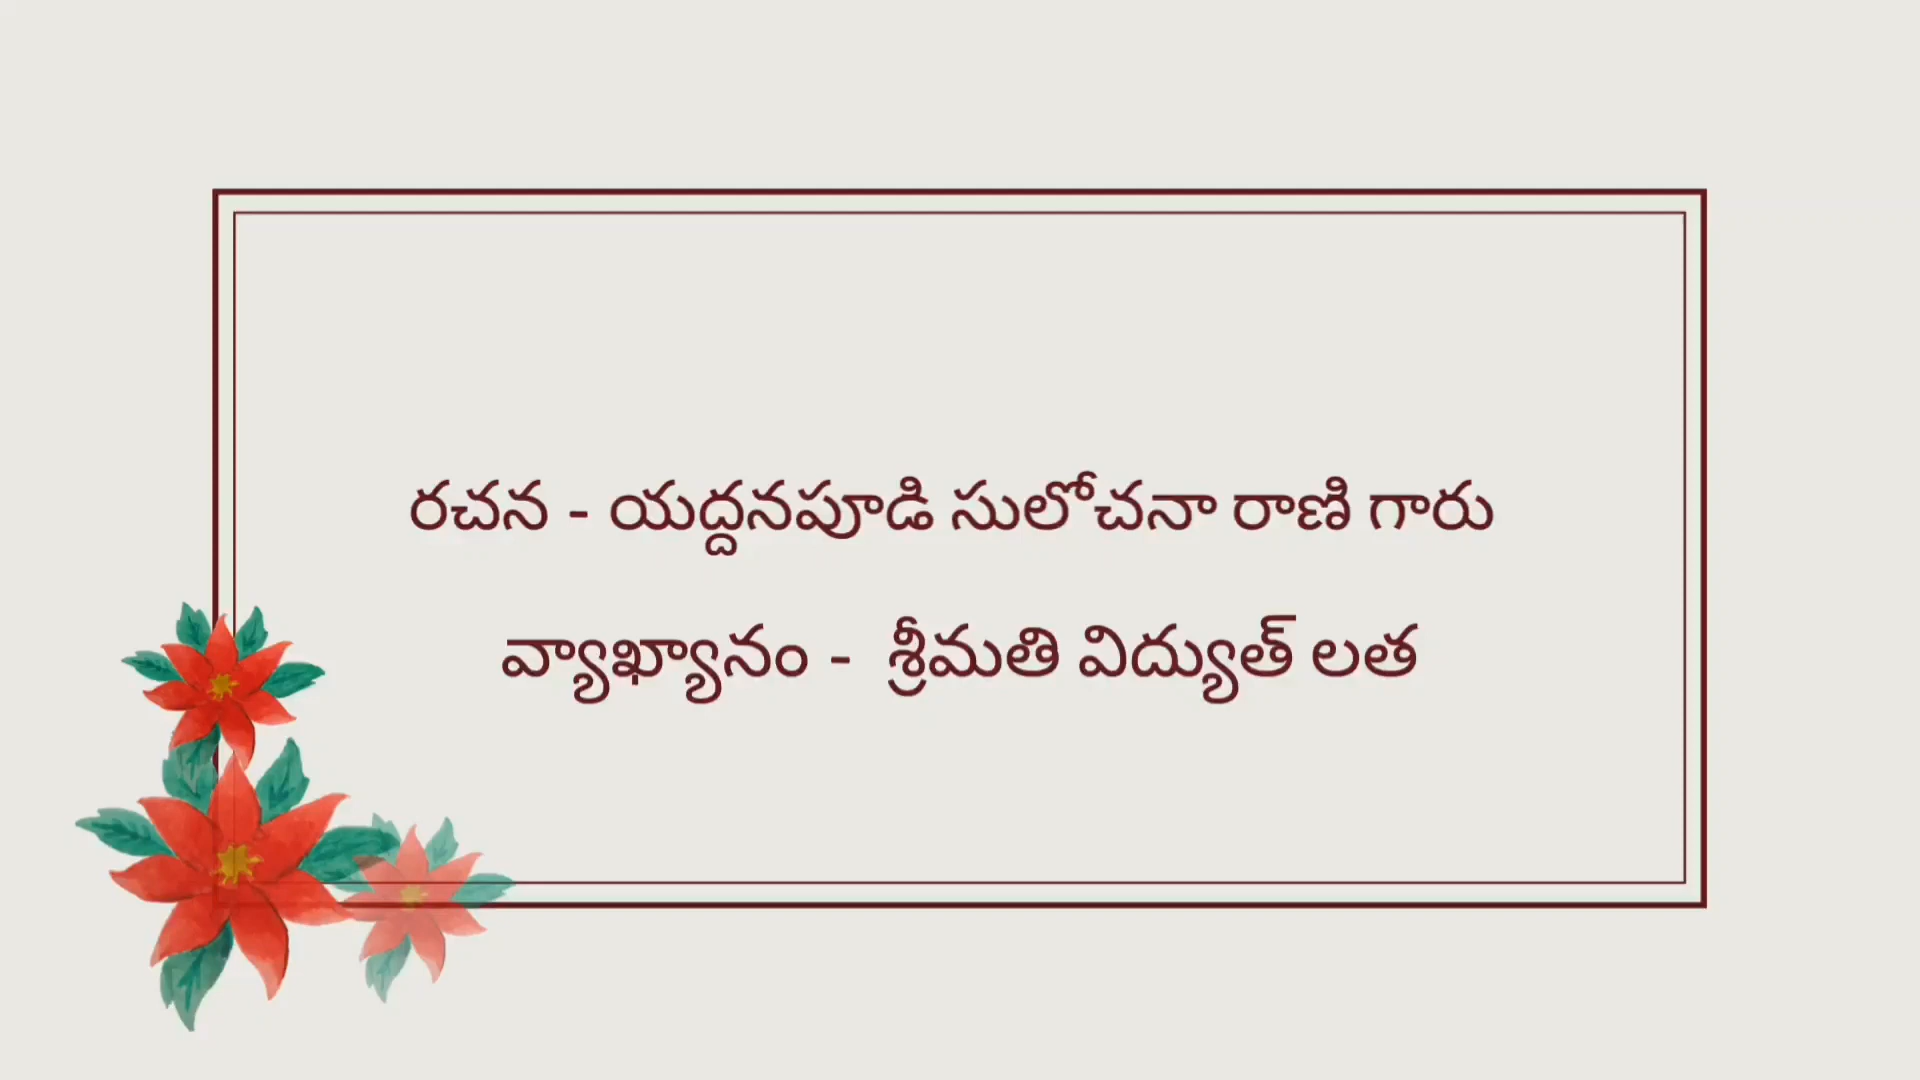 రచన - యద్దనపూడి సులోచనా రాణి గారు
వ్యాఖ్యానం - శ్రీమతి విద్యుత్ లత